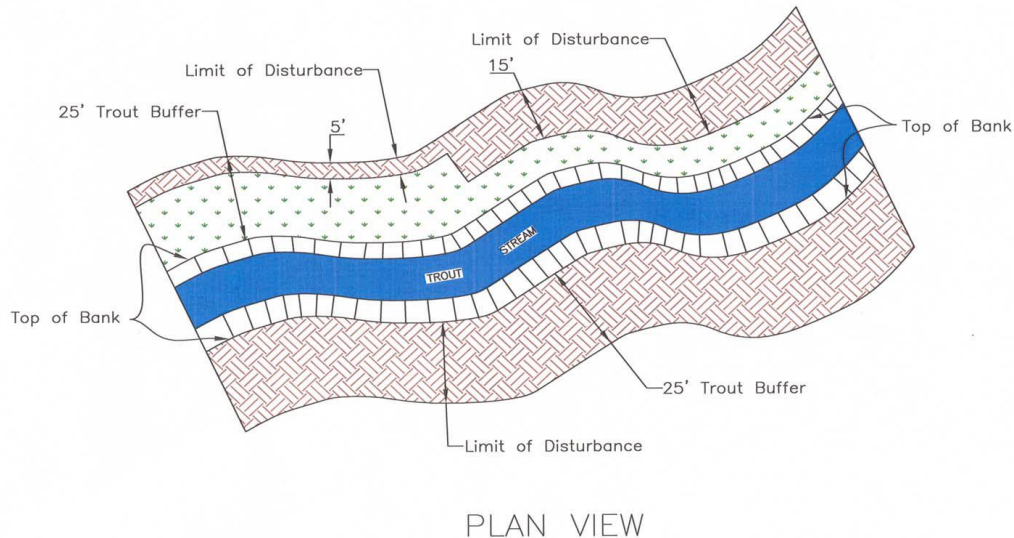 Limit of Disturbance
15'
Limit of Disturbance
25' Trout Buffer
5'
Top of Bank
TROUT
STREAM
Top of Bank
25' Trout Buffer
Limit of Disturbance
PLAN VIEW